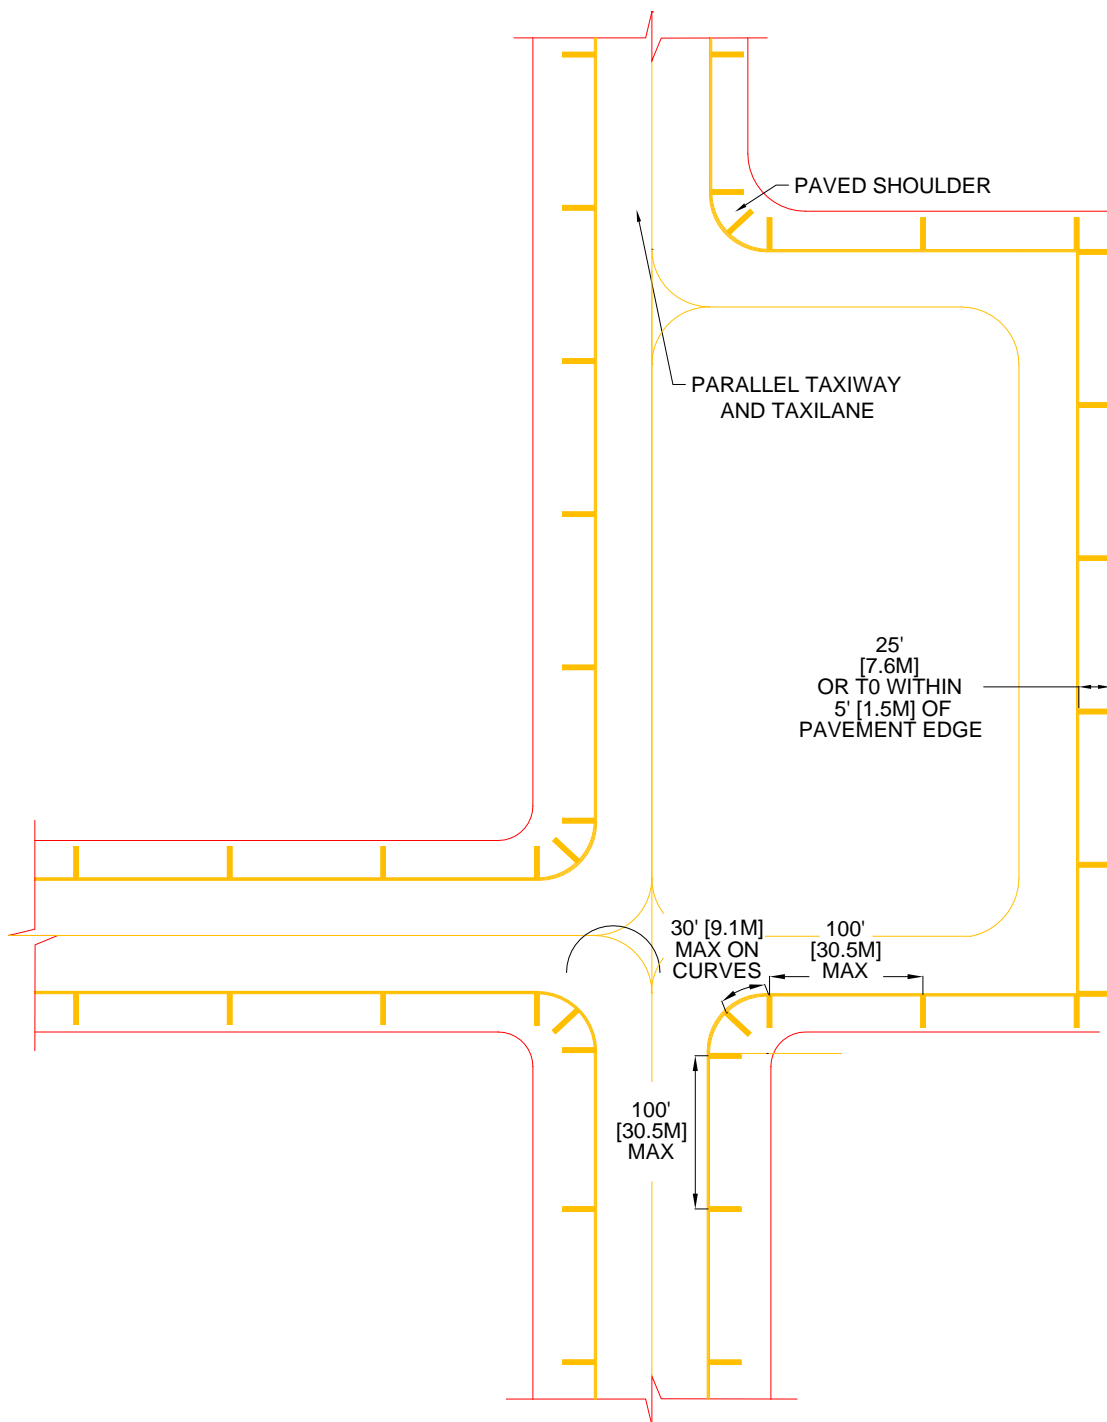 PAVED SHOULDER
PARALLEL TAXIWAY
AND TAXILANE
25'
[7.6M]
OR T0 WITHIN
5' [1.5M] OF
PAVEMENT EDGE
30' [9.1M]
MAX ON
CURVES
100'
[30.5M]
MAX
100'
[30.5M]
MAX